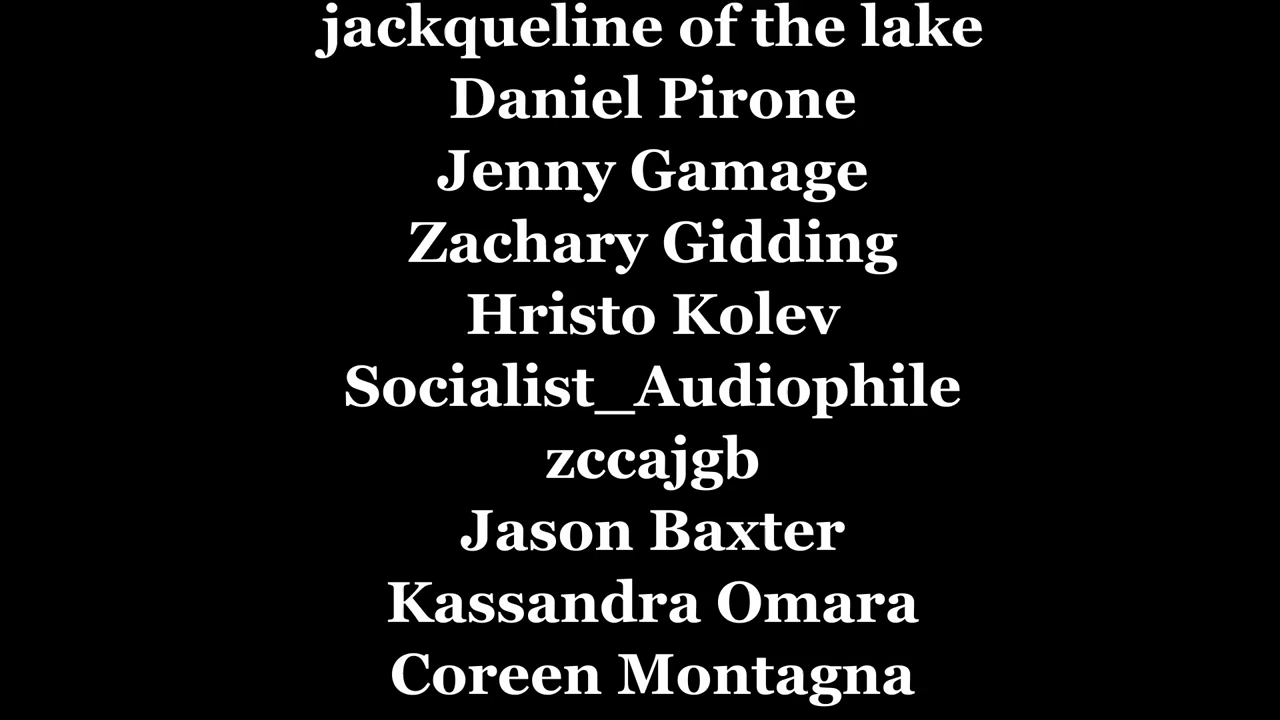 jackqueline of the lake
Daniel Pirone
Jenny Gamage
Zachary Gidding
Hristo Kolev
Socialist_Audiophile
zccajgb
Jason Baxter
Kassandra Omara
Coreen Montagna